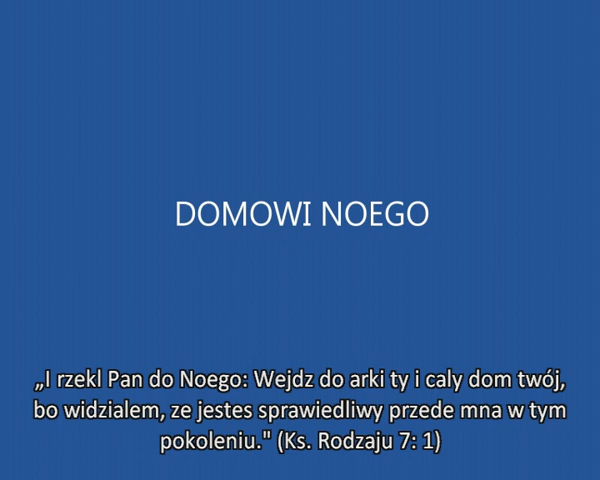 DOMOWI NOEGO
„I rzekl Pan do Noego: Wejdz do arki ty i caly dom twój,
bo widzialem, ze jestes sprawiedliwy przede mna w tym
pokoleniu." (Ks. Rodzaju 7: 1)